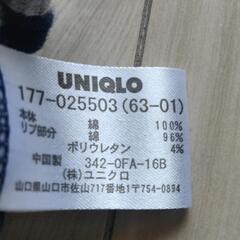 UNIQLO
177-025503(63-01)
本体 綿 100%
リブ部分 綿 96%
ポリウレタン 4%
中国製 342-0FA-16B
(株)ユニクロ
山口県山口市佐山717番地1〒754-0894